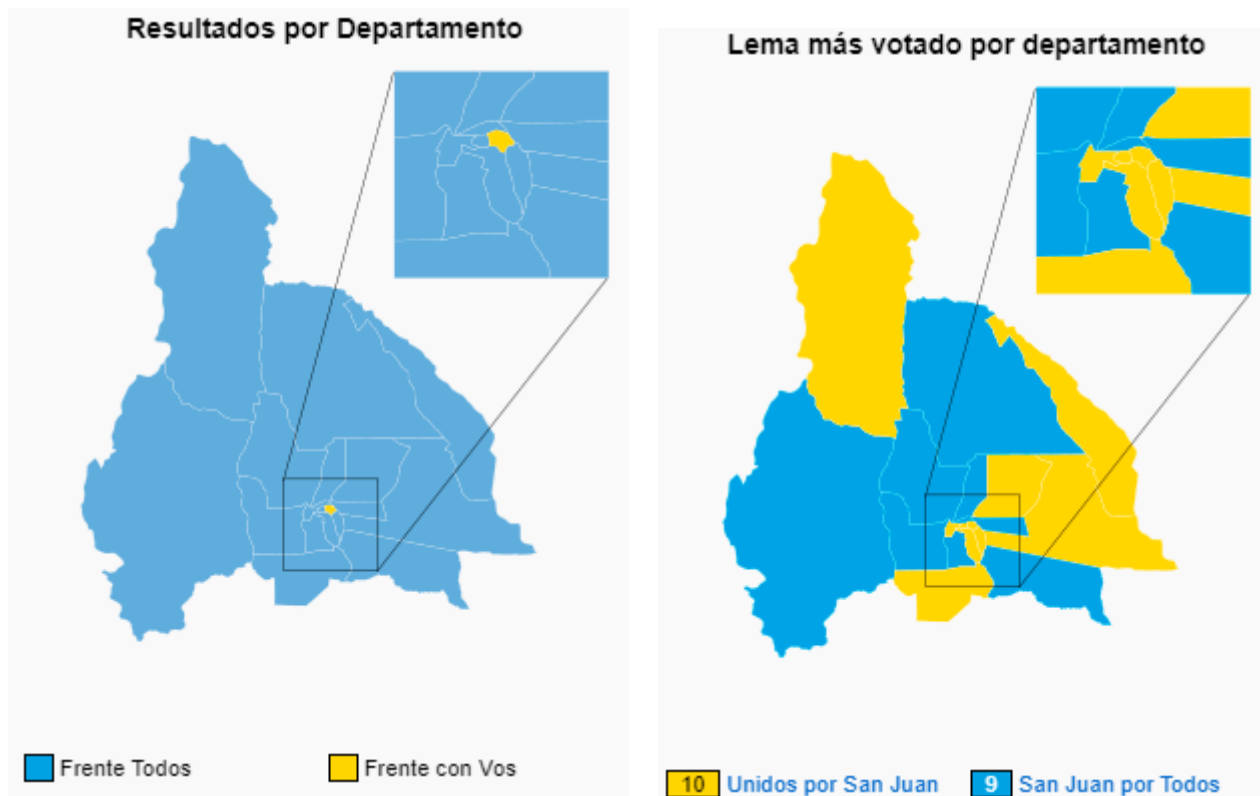 Resultados por Departamento
Frente Todos
Frente con Vos
Lema más votado por departamento
10 Unidos por San Juan
9 San Juan por Todos